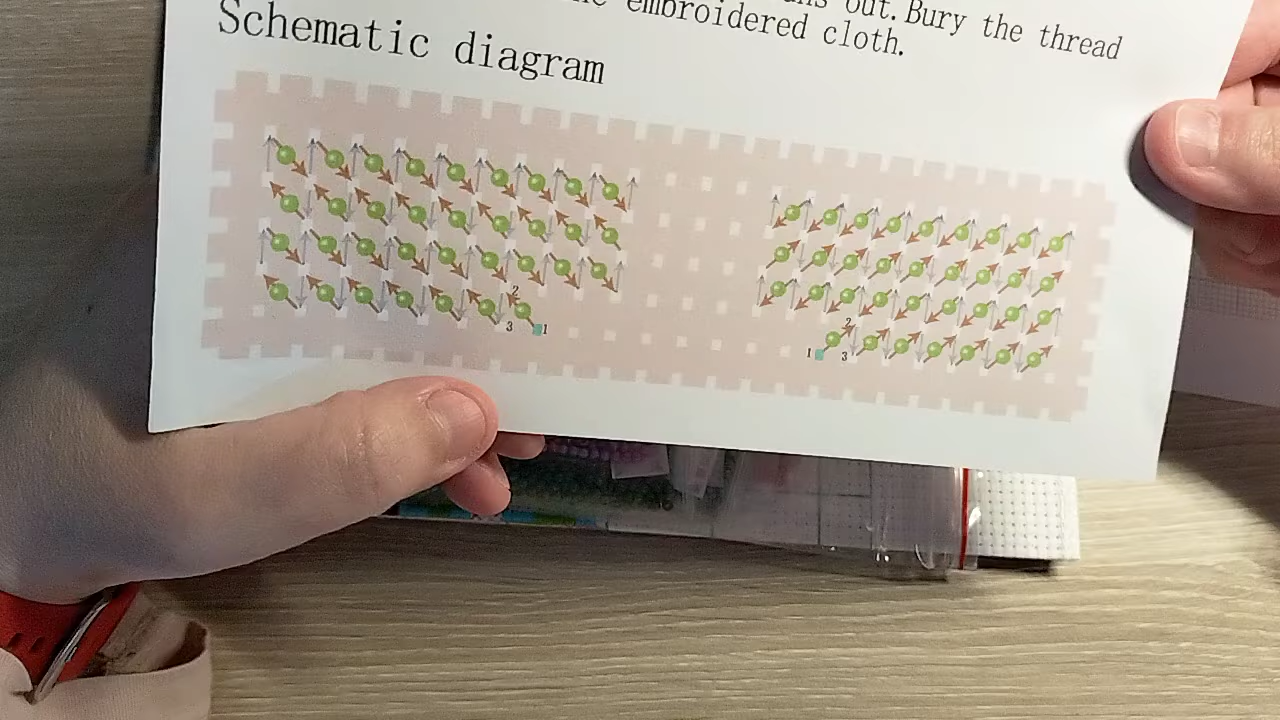 out. Bury the thread
embroidered cloth.
Schematic diagram
2
3
1
2
1
3